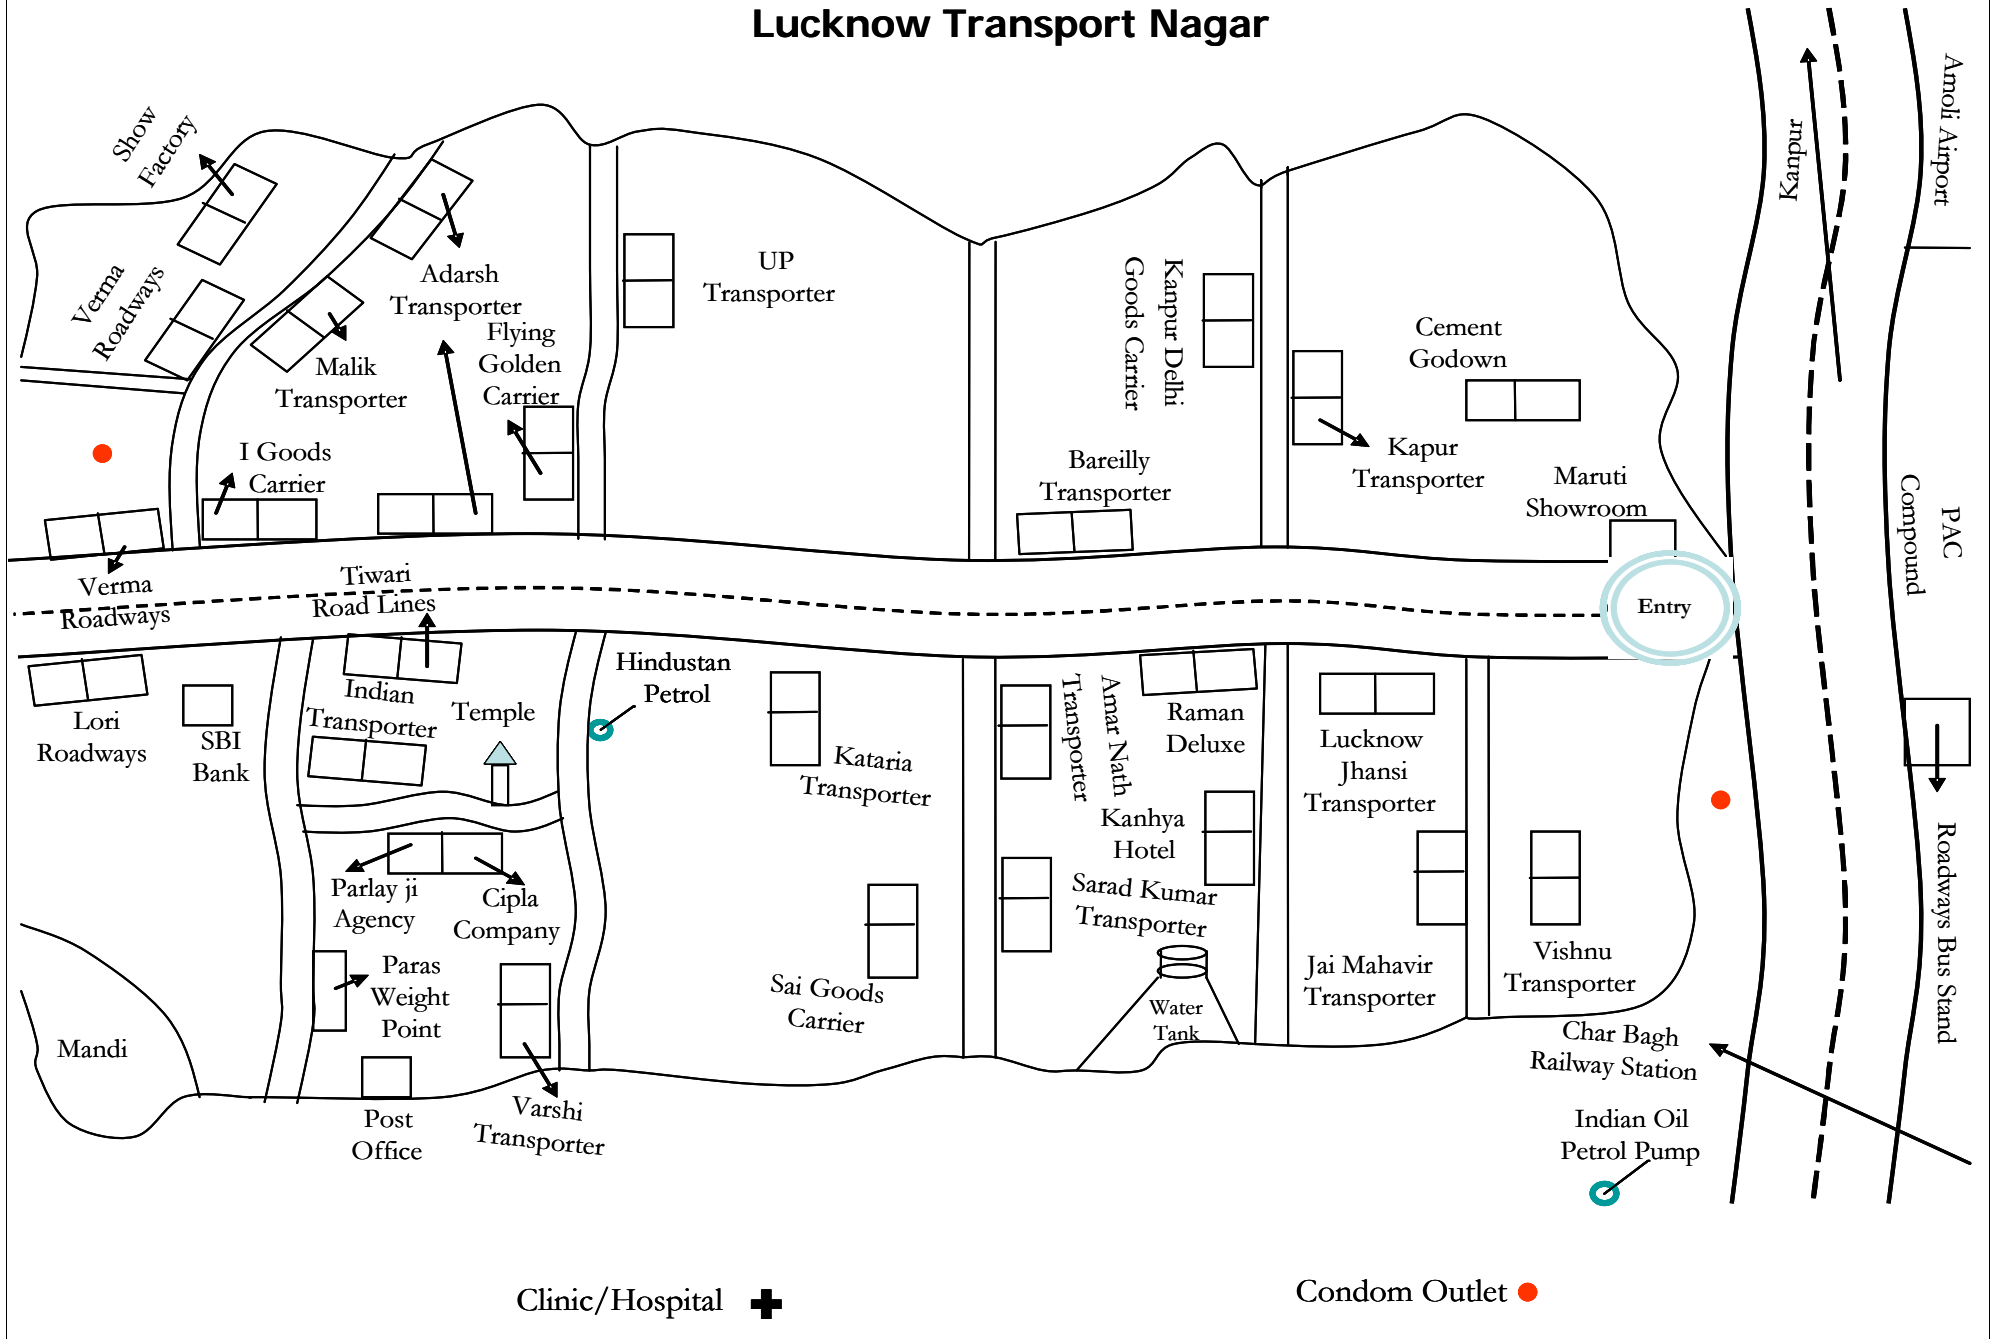 Lucknow Transport Nagar
Show
Factory
Verma
Roadways
Adarsh
Transporter
Malik
Transporter
Flying
Golden
Carrier
I Goods
Carrier
UP
Transporter
Kanpur Delhi
Goods Carrier
Bareilly
Transporter
Cement
Godown
Kapur
Transporter
Maruti
Showroom
Kanpur
Amoli Airport
PAC
Compound
Verma
Roadways
Tiwari
Road Lines
Entry
Lori
Roadways
SBI
Bank
Indian
Transporter
Temple
Hindustan
Petrol
Kataria
Transporter
Amar Nath
Transporter
Raman
Deluxe
Lucknow
Jhansi
Transporter
Kanhya
Hotel
Parlay ji
Agency
Cipla
Company
Sarad Kumar
Transporter
Paras
Weight
Point
Sai Goods
Carrier
Water
Tank
Jai Mahavir
Transporter
Vishnu
Transporter
Roadways Bus Stand
Mandi
Post
Office
Varshi
Transporter
Char Bagh
Railway Station
Indian Oil
Petrol Pump
Clinic/Hospital
Condom Outlet